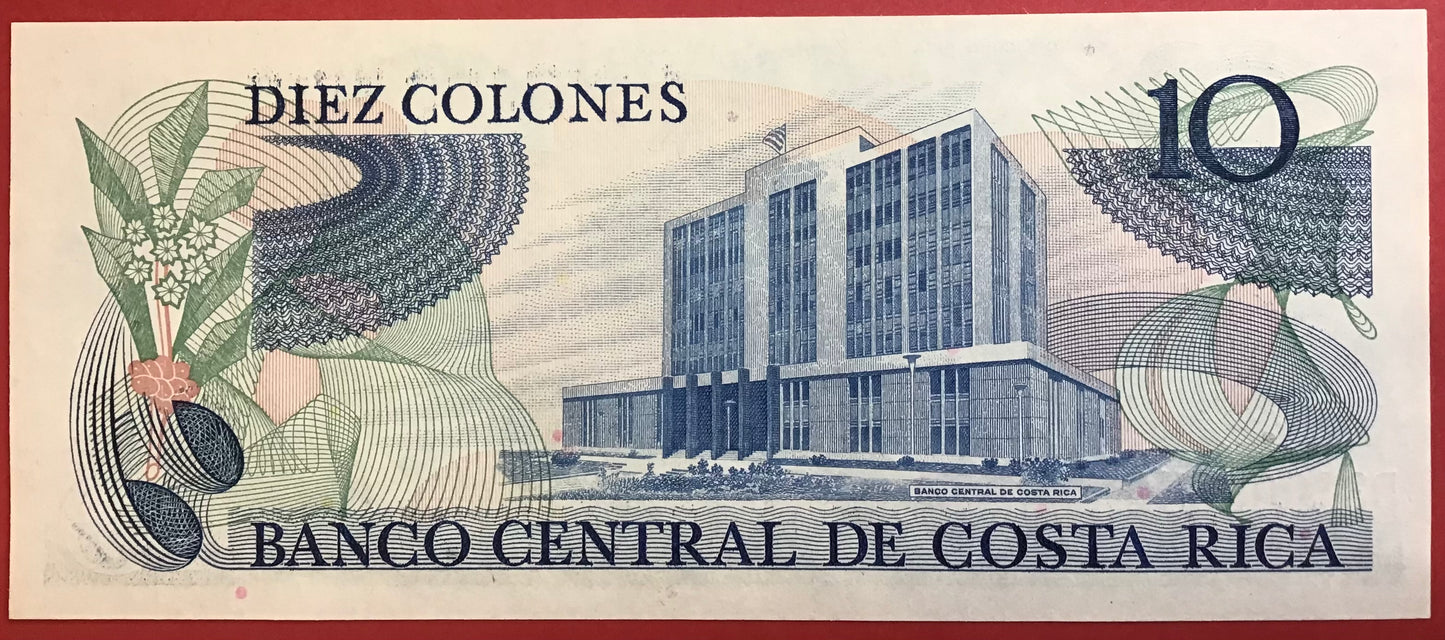 DIEZ COLONES
10
BANCO CENTRAL DE COSTA RICA
BANCO CENTRAL DE COSTA RICA